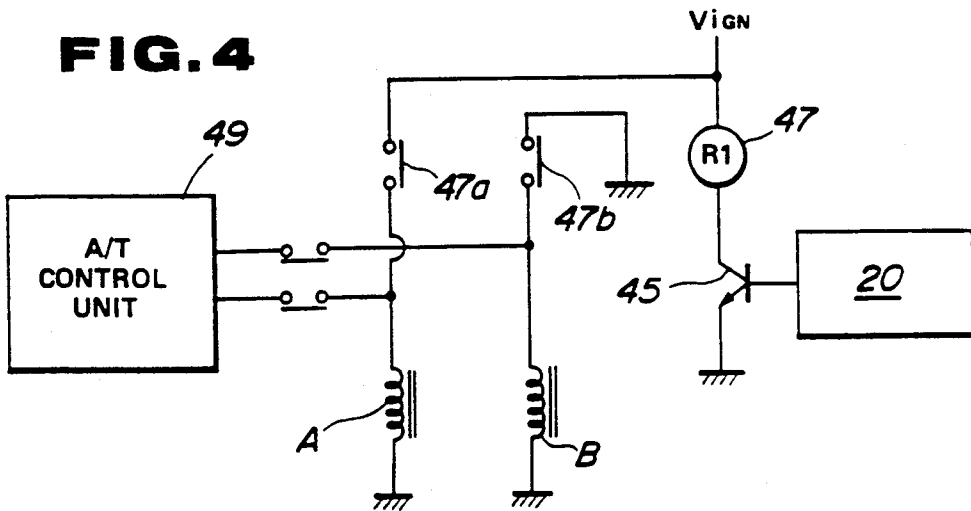 FIG.4
VIGN
49
47
R1
47a
47b
A/T
CONTROL
UNIT
45
20
A
B